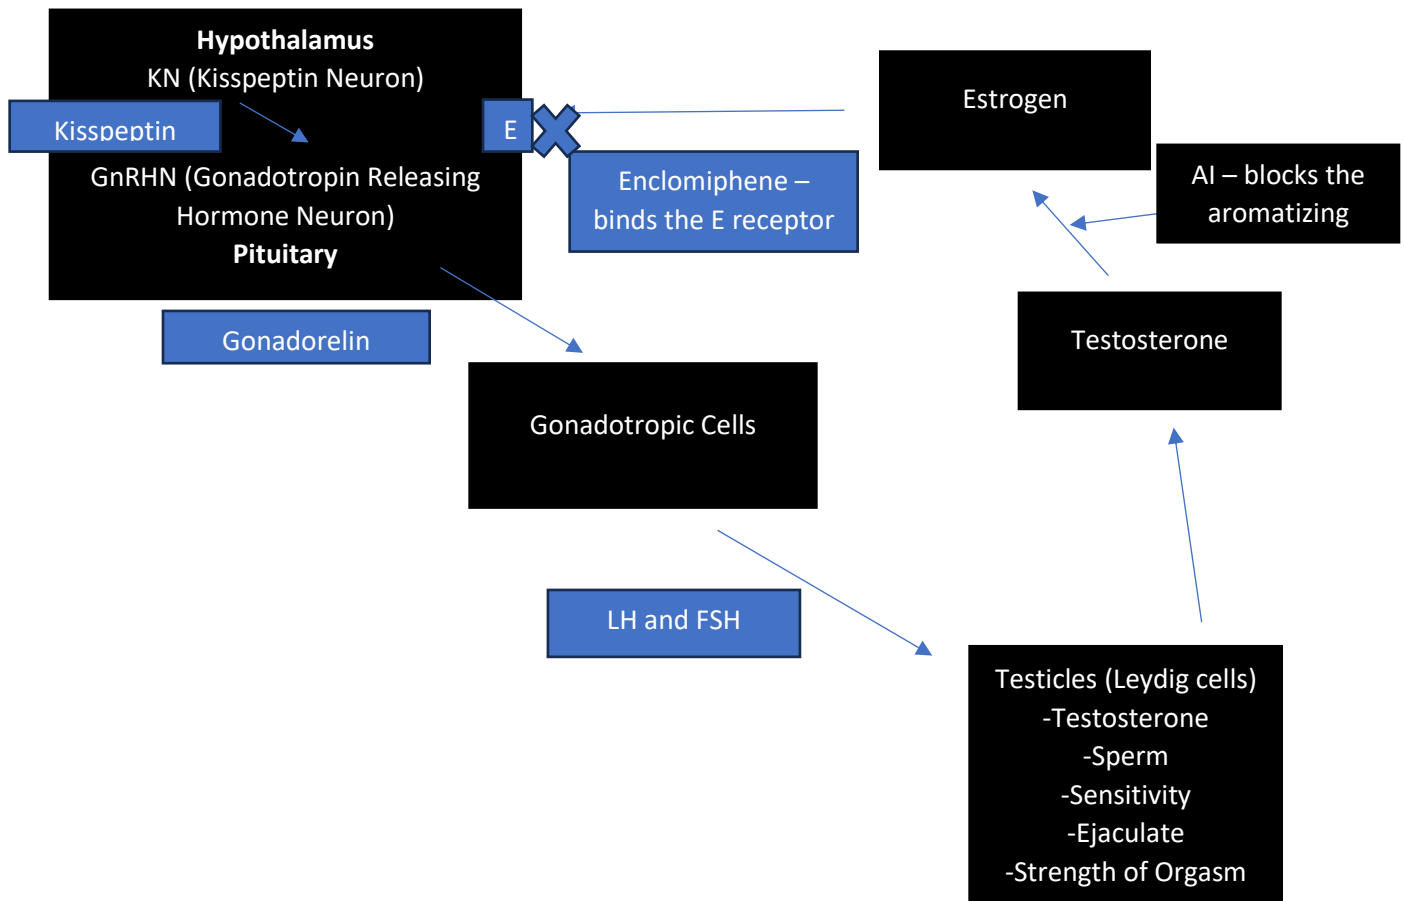 Hypothalamus
KN (Kisspeptin Neuron)
Kisspeptin
GnRHN (Gonadotropin Releasing
Hormone Neuron)
Pituitary
E
Enclomiphene –
binds the E receptor
Estrogen
AI – blocks the
aromatizing
Gonadorelin
Testosterone
Gonadotropic Cells
LH and FSH
Testicles (Leydig cells)
-Testosterone
-Sperm
-Sensitivity
-Ejaculate
-Strength of Orgasm